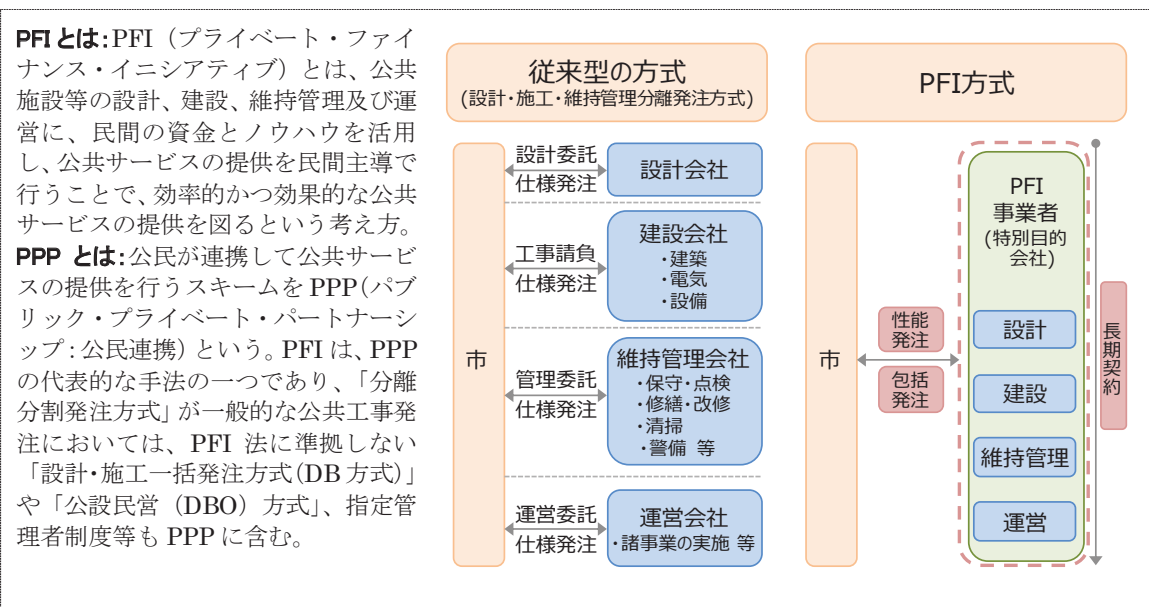 PFIとは:PFI（プライベート・ファイ
ナンス・イニシアティブ）とは、公共
施設等の設計、建設、維持管理及び運
営に、民間の資金とノウハウを活用
し、公共サービスの提供を民間主導で
行うことで、効率的かつ効果的な公共
サービスの提供を図るという考え方。
PPP とは:公民が連携して公共サービ
スの提供を行うスキームを PPP（パブ
リック・プライベート・パートナーシ
ップ：公民連携）という。PFI は、PPP
の代表的な手法の一つであり、「分離
分割発注方式」が一般的な公共工事発
注においては、PFI 法に準拠しない
「設計・施工一括発注方式（DB 方式）」
や「公設民営（DBO）方式」、指定管
理者制度等も PPP に含む。
従来型の方式
(設計・施工・維持管理分離発注方式)
市
設計委託
仕様発注
設計会社
工事請負
仕様発注
建設会社
・建築
・電気
・設備
管理委託
仕様発注
維持管理会社
・保守・点検
・修繕・改修
・清掃
・警備 等
運営委託
仕様発注
運営会社
・諸事業の実施 等
PFI方式
市
性能
発注
包括
発注
PFI
事業者
(特別目的
会社)
設計
建設
維持管理
運営
長期契約